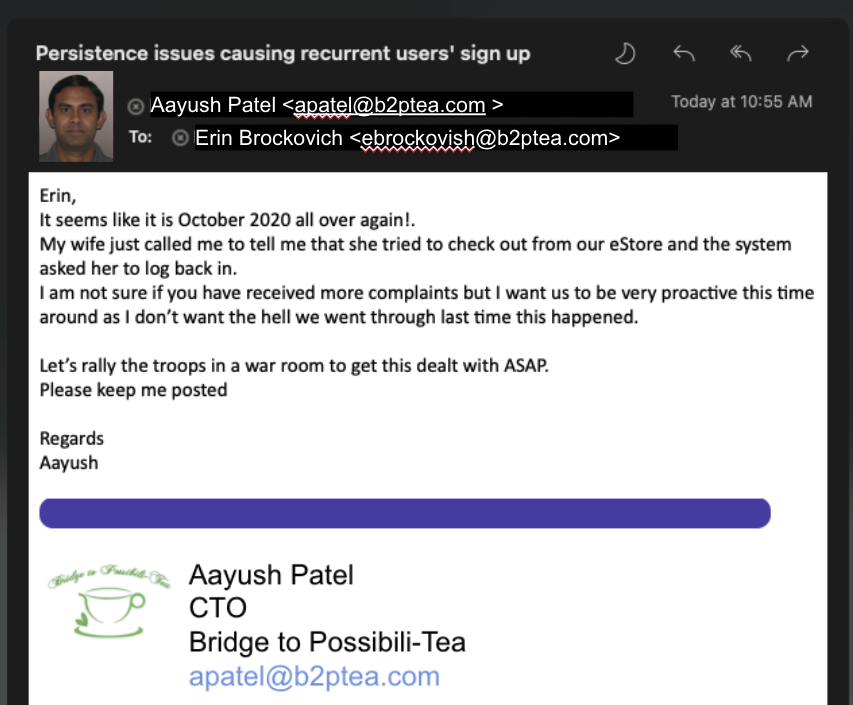 Persistence issues causing recurrent users' sign up
Aayush Patel <apatel@b2ptea.com >
Today at 10:55 AM
To: Erin Brockovich <ebrockovish@b2ptea.com>
Erin,
It seems like it is October 2020 all over again!.
My wife just called me to tell me that she tried to check out from our eStore and the system
asked her to log back in.
I am not sure if you have received more complaints but I want us to be very proactive this time
around as I don’t want the hell we went through last time this happened.
Let’s rally the troops in a war room to get this dealt with ASAP.
Please keep me posted
Regards
Aayush
Bridge to Possibili-Tea
Aayush Patel
CTO
Bridge to Possibili-Tea
apatel@b2ptea.com